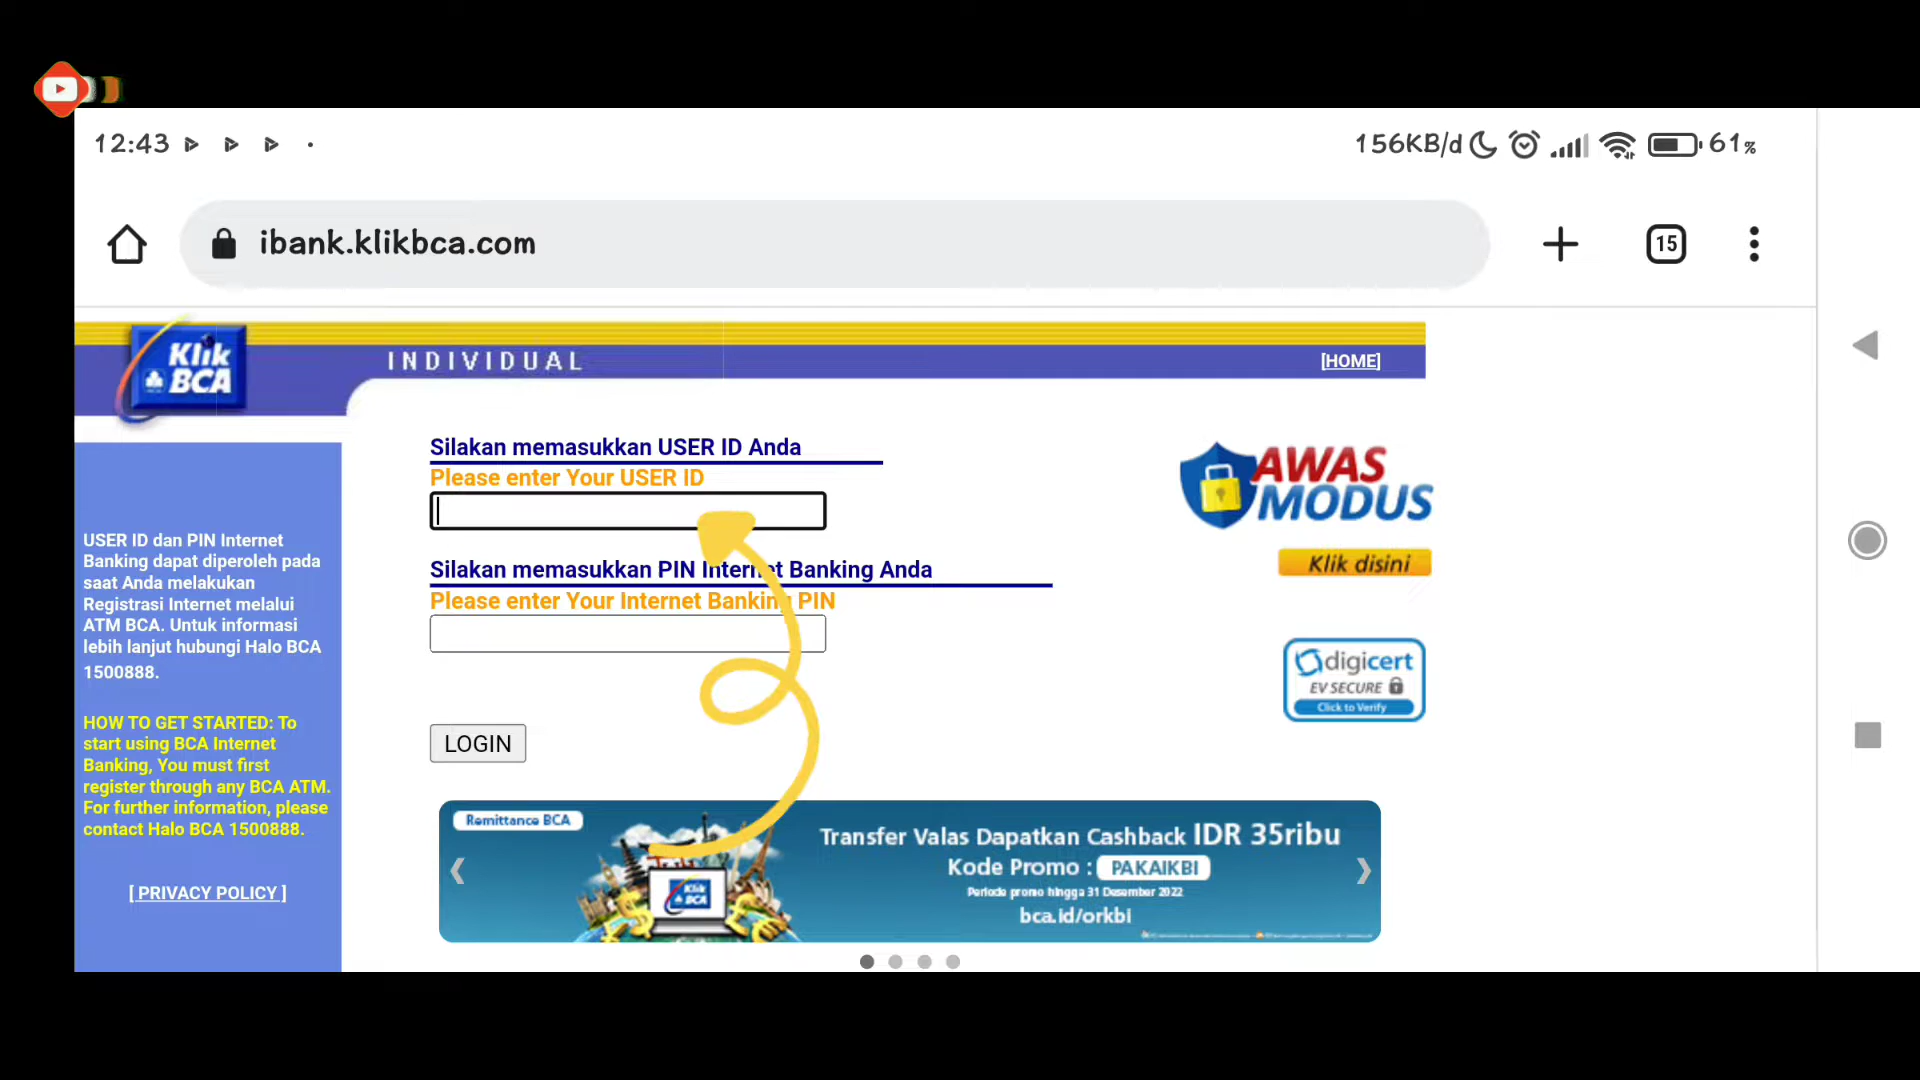 12:43
156KB/d
61%
ibank.klikbca.com
15
Klik
BCA
INDIVIDUAL
[HOME]
Silakan memasukkan USER ID Anda
Please enter Your USER ID
Silakan memasukkan PIN Internet Banking Anda
Please enter Your Internet Banking PIN
LOGIN
USER ID dan PIN Internet
Banking dapat diperoleh pada
saat Anda melakukan
Registrasi Internet melalui
ATM BCA. Untuk informasi
lebih lanjut hubungi Halo BCA
1500888.
HOW TO GET STARTED: To
start using BCA Internet
Banking, You must first
register through any BCA ATM.
For further information, please
contact Halo BCA 1500888.
[ PRIVACY POLICY ]
AWAS
MODUS
Klik disini
digicert
EV SECURE
Click to Verify
Remittance BCA
Klik
BCA
Transfer Valas Dapatkan Cashback IDR 35ribu
Kode Promo : PAKAIKBI
Periode promo hingga 31 Desember 2022
bca.id/orkbi